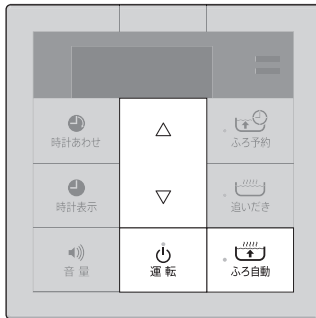 時計あわせ
ふろ予約
時計表示
追いだき
音量
運転
ふろ自動